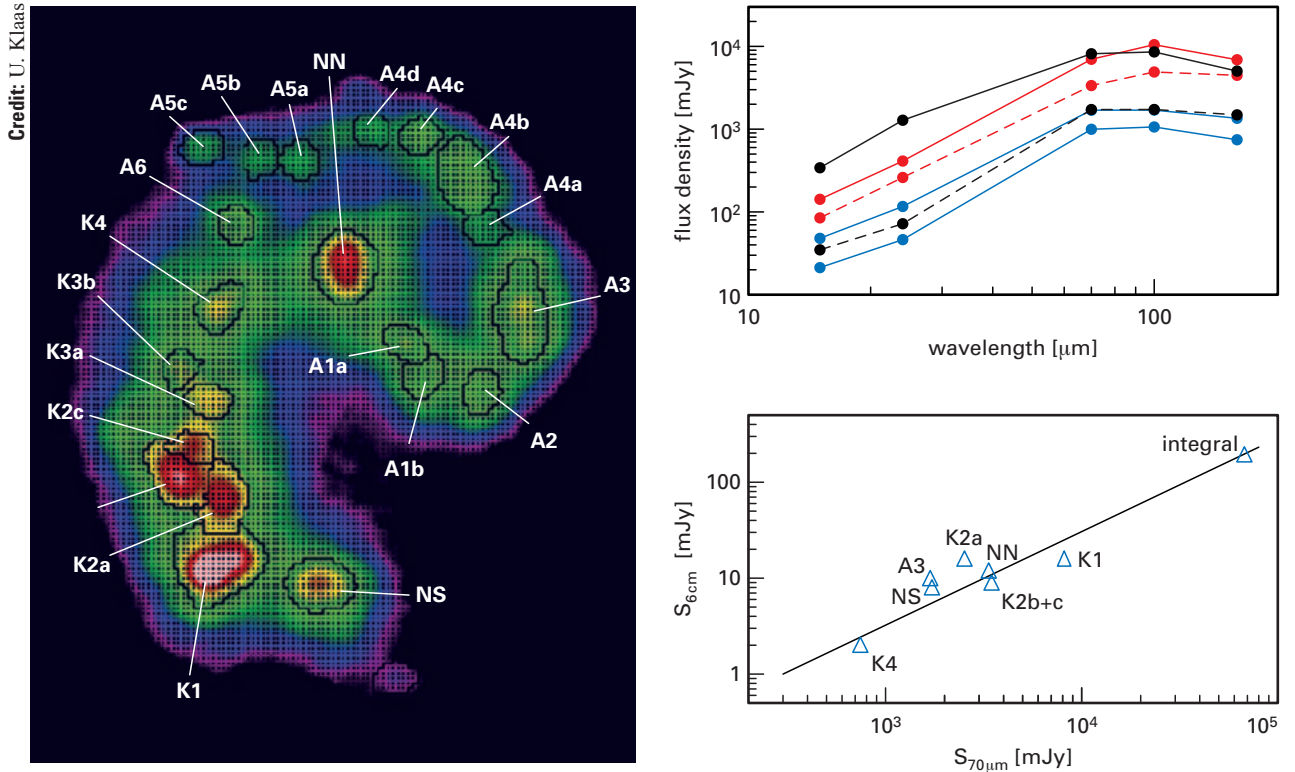 Credit: U. Klaas
NN
A4d
A4c
A5b
A5a
A5c
A4b
A6
A4a
K4
K3b
A3
K3a
A1a
K2c
A2
A1b
K2a
NS
K1
flux density [mJy]
10⁴
10³
10²
10
10
100
wavelength [μm]
S6cm [mJy]
100
10
1
integral
K2a
NN
A3
K1
NS
K2b+c
K4
10³
10⁴
10⁵
S70μm [mJy]